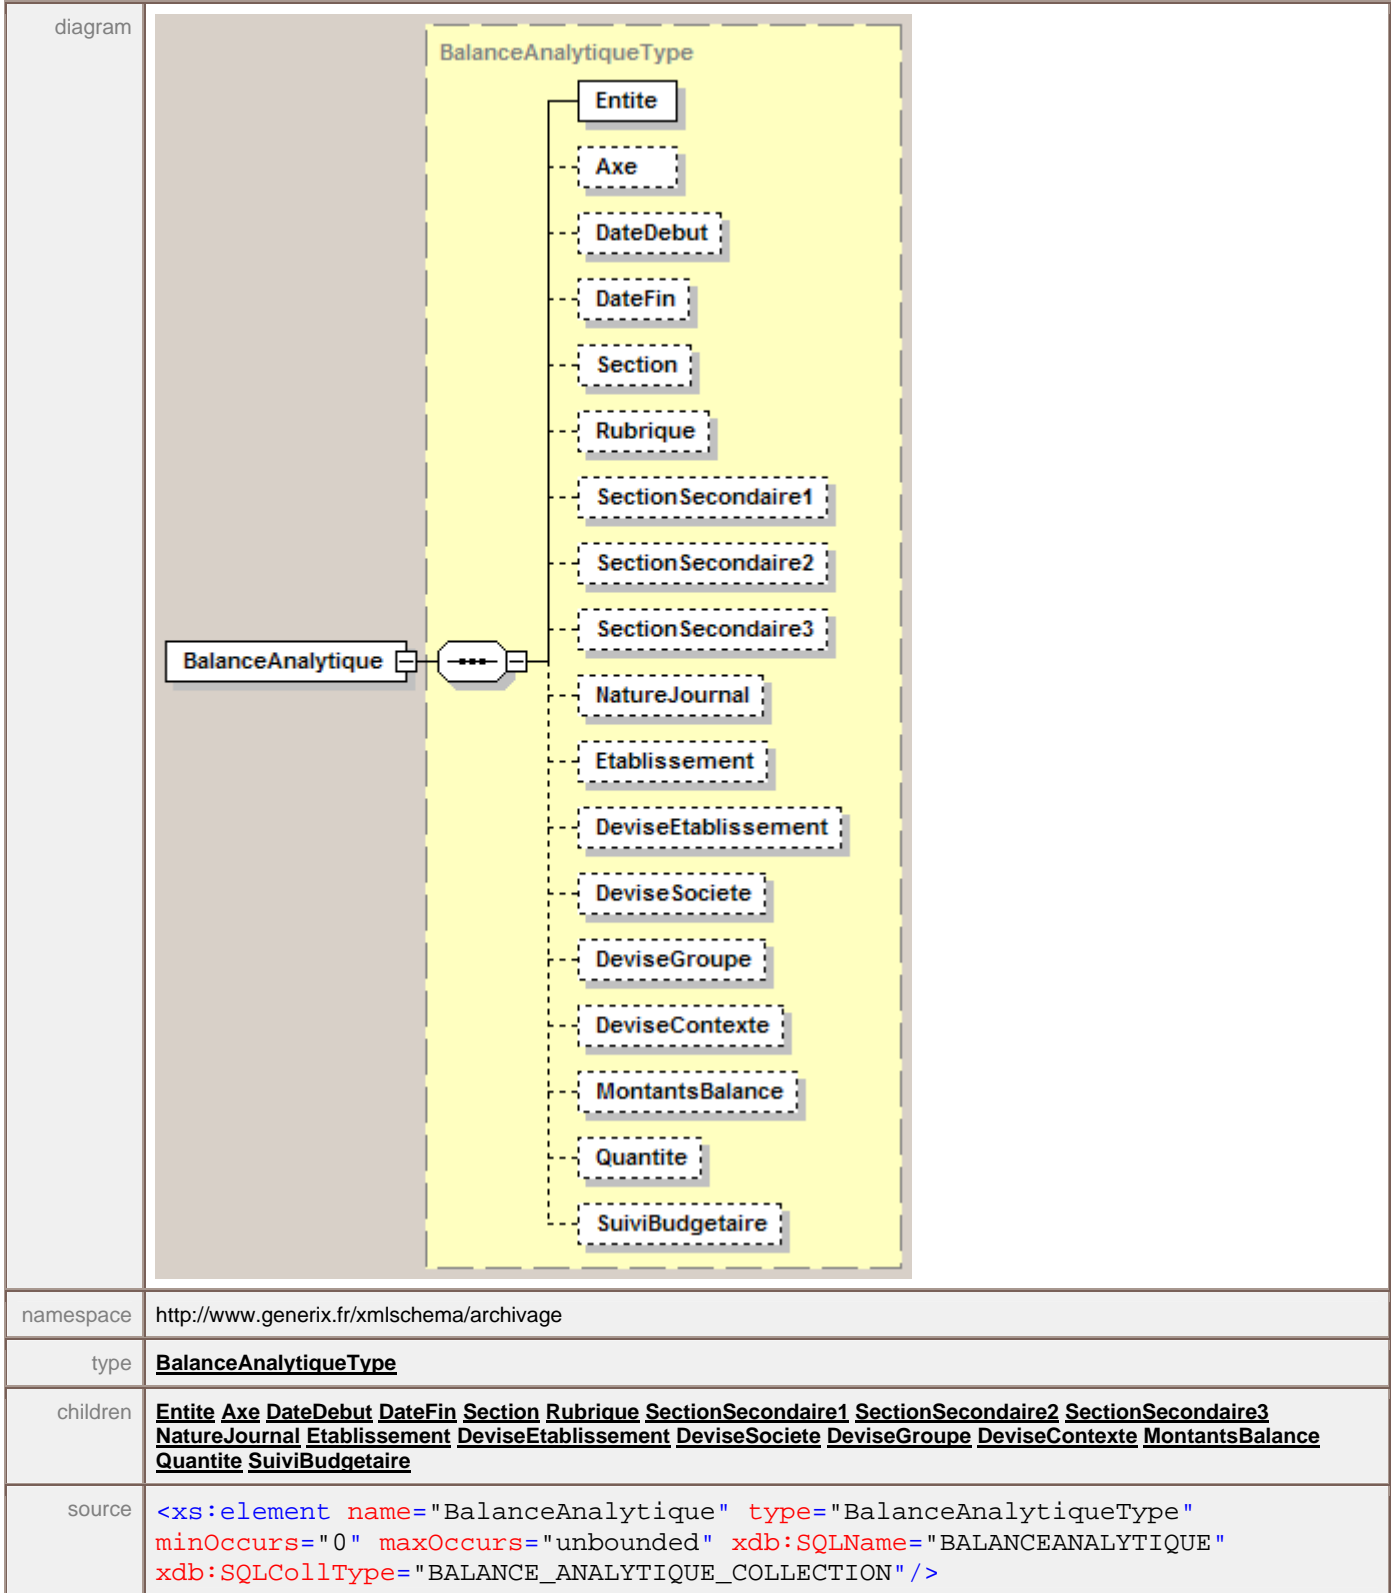 diagram
BalanceAnalytiqueType
Entite
Axe
DateDebut
DateFin
Section
Rubrique
SectionSecondaire1
SectionSecondaire2
SectionSecondaire3
BalanceAnalytique
NatureJournal
Etablissement
DeviseEtablissement
DeviseSociete
DeviseGroupe
DeviseContexte
MontantsBalance
Quantite
SuiviBudgetaire
namespace http://www.generix.fr/xmlschema/archivage
type BalanceAnalytiqueType
children Entite Axe DateDebut DateFin Section Rubrique SectionSecondaire1 SectionSecondaire2 SectionSecondaire3
NatureJournal Etablissement DeviseEtablissement DeviseSociete DeviseGroupe DeviseContexte MontantsBalance
Quantite SuiviBudgetaire
source <xs:element name="BalanceAnalytique" type="BalanceAnalytiqueType"
minOccurs="0" maxOccurs="unbounded" xdb:SQLName="BALANCEANALYTIQUE"
xdb:SQLCollType="BALANCE_ANALYTIQUE_COLLECTION"/>